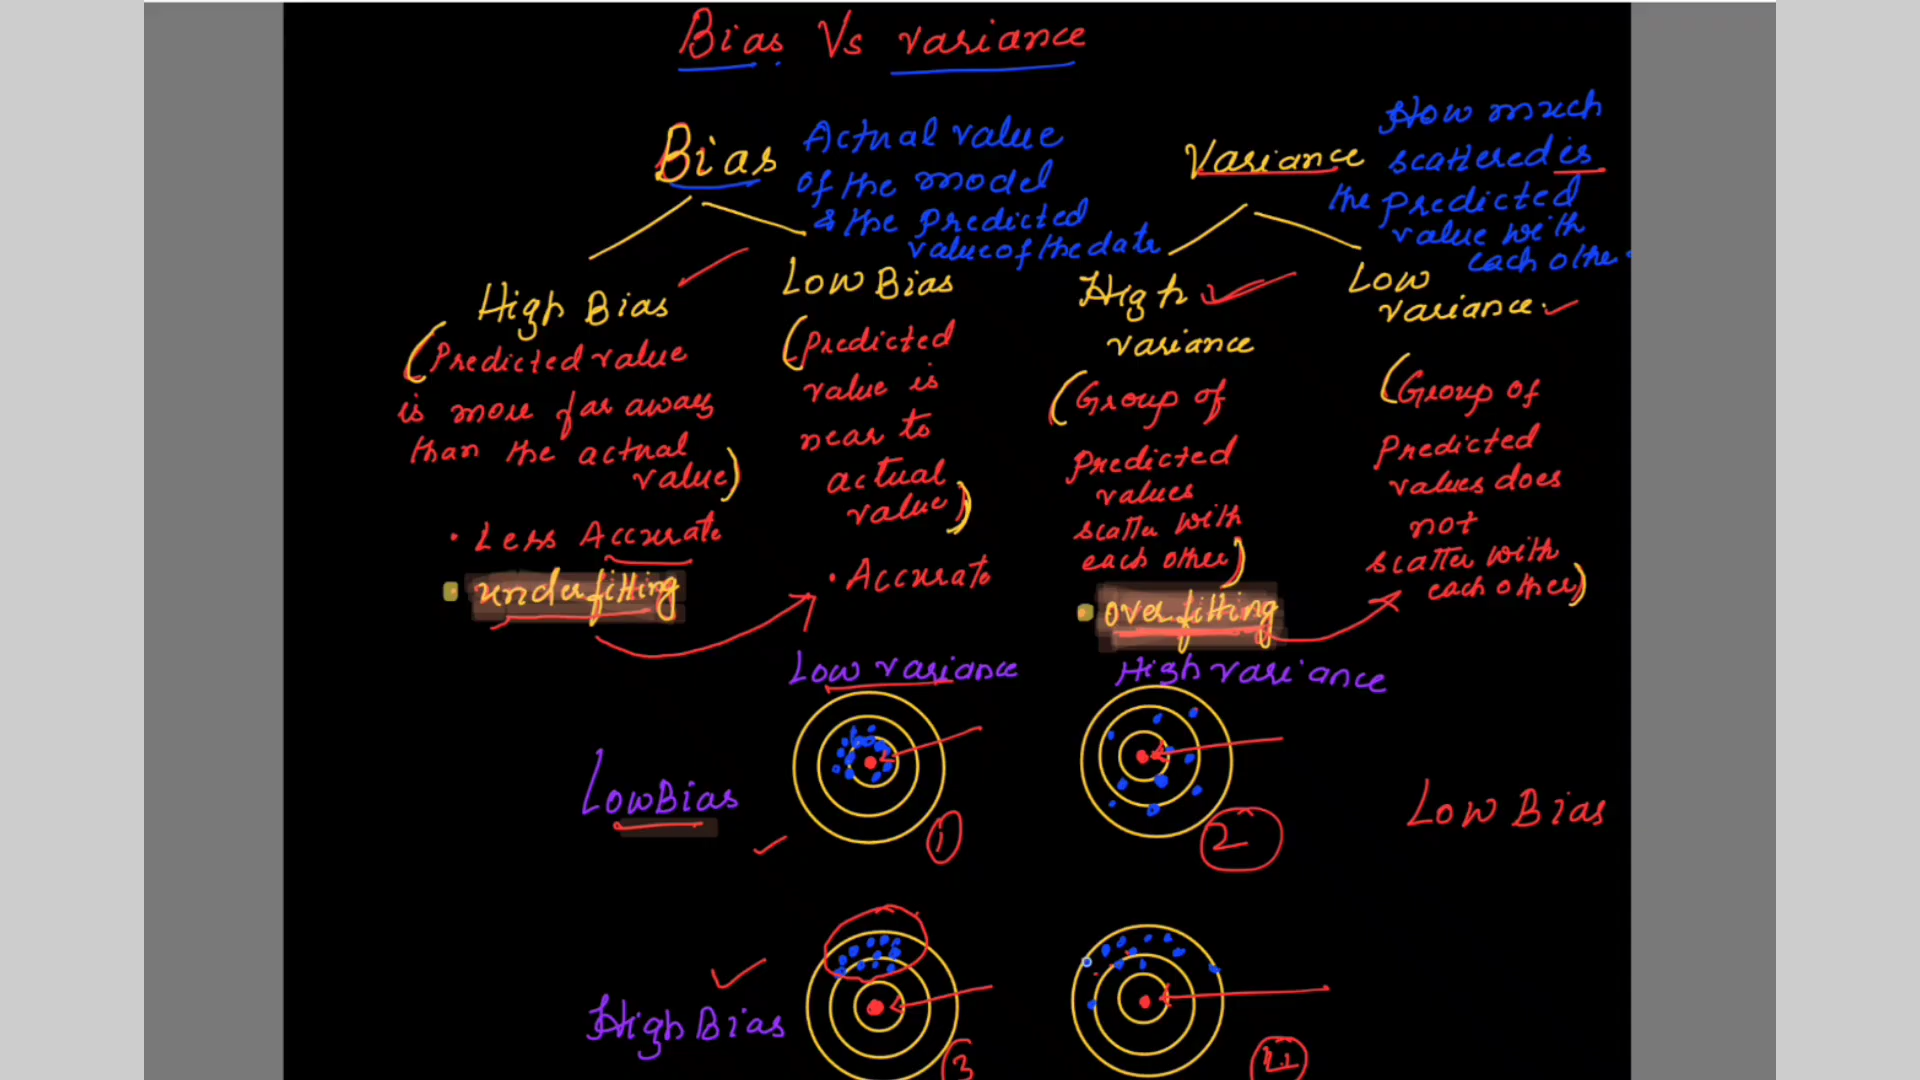 Bias Vs variance
Bias
Actual value
of the model
& the predicted
value of the date
High Bias
(Predicted value
is more far away
than the actual
value)
• Less Accurate
• underfitting
Low Bias
(Predicted
value is
near to
actual
value)
• Accurate
Variance
How much
scattered is
the predicted
value with
each othe
High
variance
(Group of
predicted
values
scatter with
each other)
• overfitting
Low
variance
(Group of
predicted
values does
not
scatter with
each other)
Low variance
High variance
Low Bias
1
2
Low Bias
High Bias
3